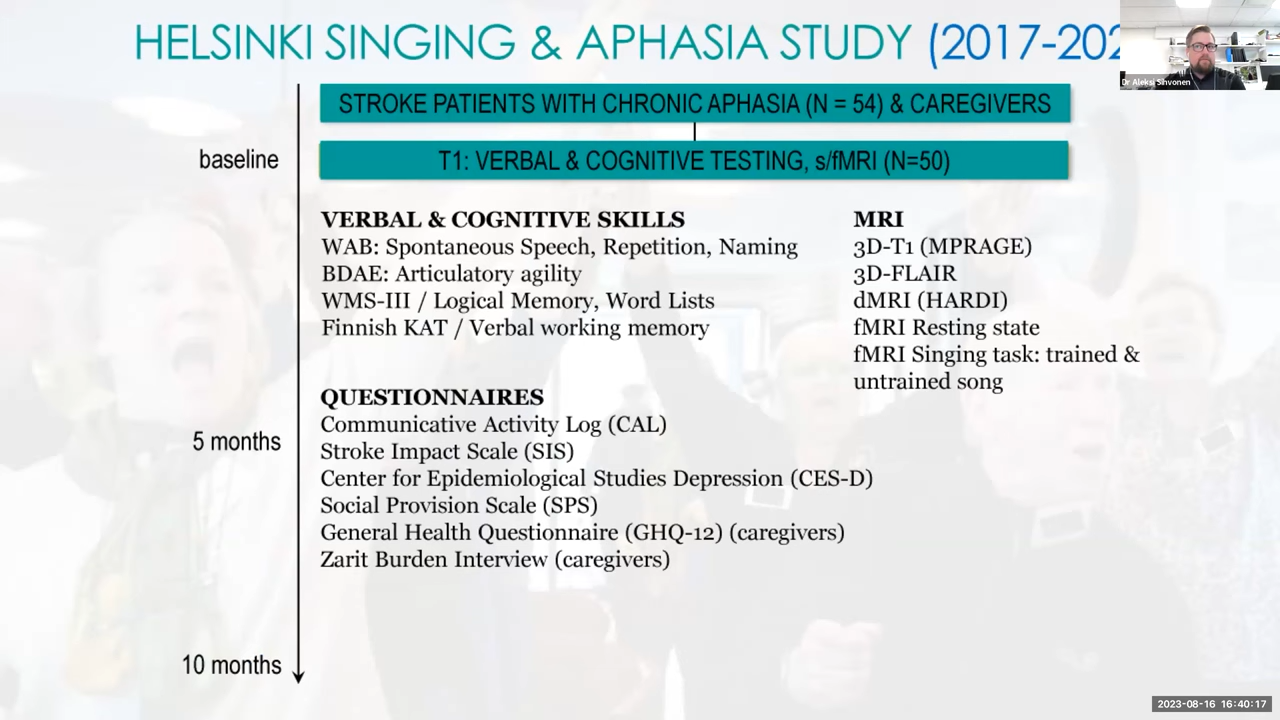 HELSINKI SINGING & APHASIA STUDY (2017-202
Dr Aleksi Sihvonen
STROKE PATIENTS WITH CHRONIC APHASIA (N = 54) & CAREGIVERS
baseline
T1: VERBAL & COGNITIVE TESTING, s/fMRI (N=50)
VERBAL & COGNITIVE SKILLS
WAB: Spontaneous Speech, Repetition, Naming
BDAE: Articulatory agility
WMS-III / Logical Memory, Word Lists
Finnish KAT / Verbal working memory
MRI
3D-T1 (MPRAGE)
3D-FLAIR
dMRI (HARDI)
fMRI Resting state
fMRI Singing task: trained &
untrained song
QUESTIONNAIRES
Communicative Activity Log (CAL)
5 months
Stroke Impact Scale (SIS)
Center for Epidemiological Studies Depression (CES-D)
Social Provision Scale (SPS)
General Health Questionnaire (GHQ-12) (caregivers)
Zarit Burden Interview (caregivers)
10 months
2023-08-16 16:40:17